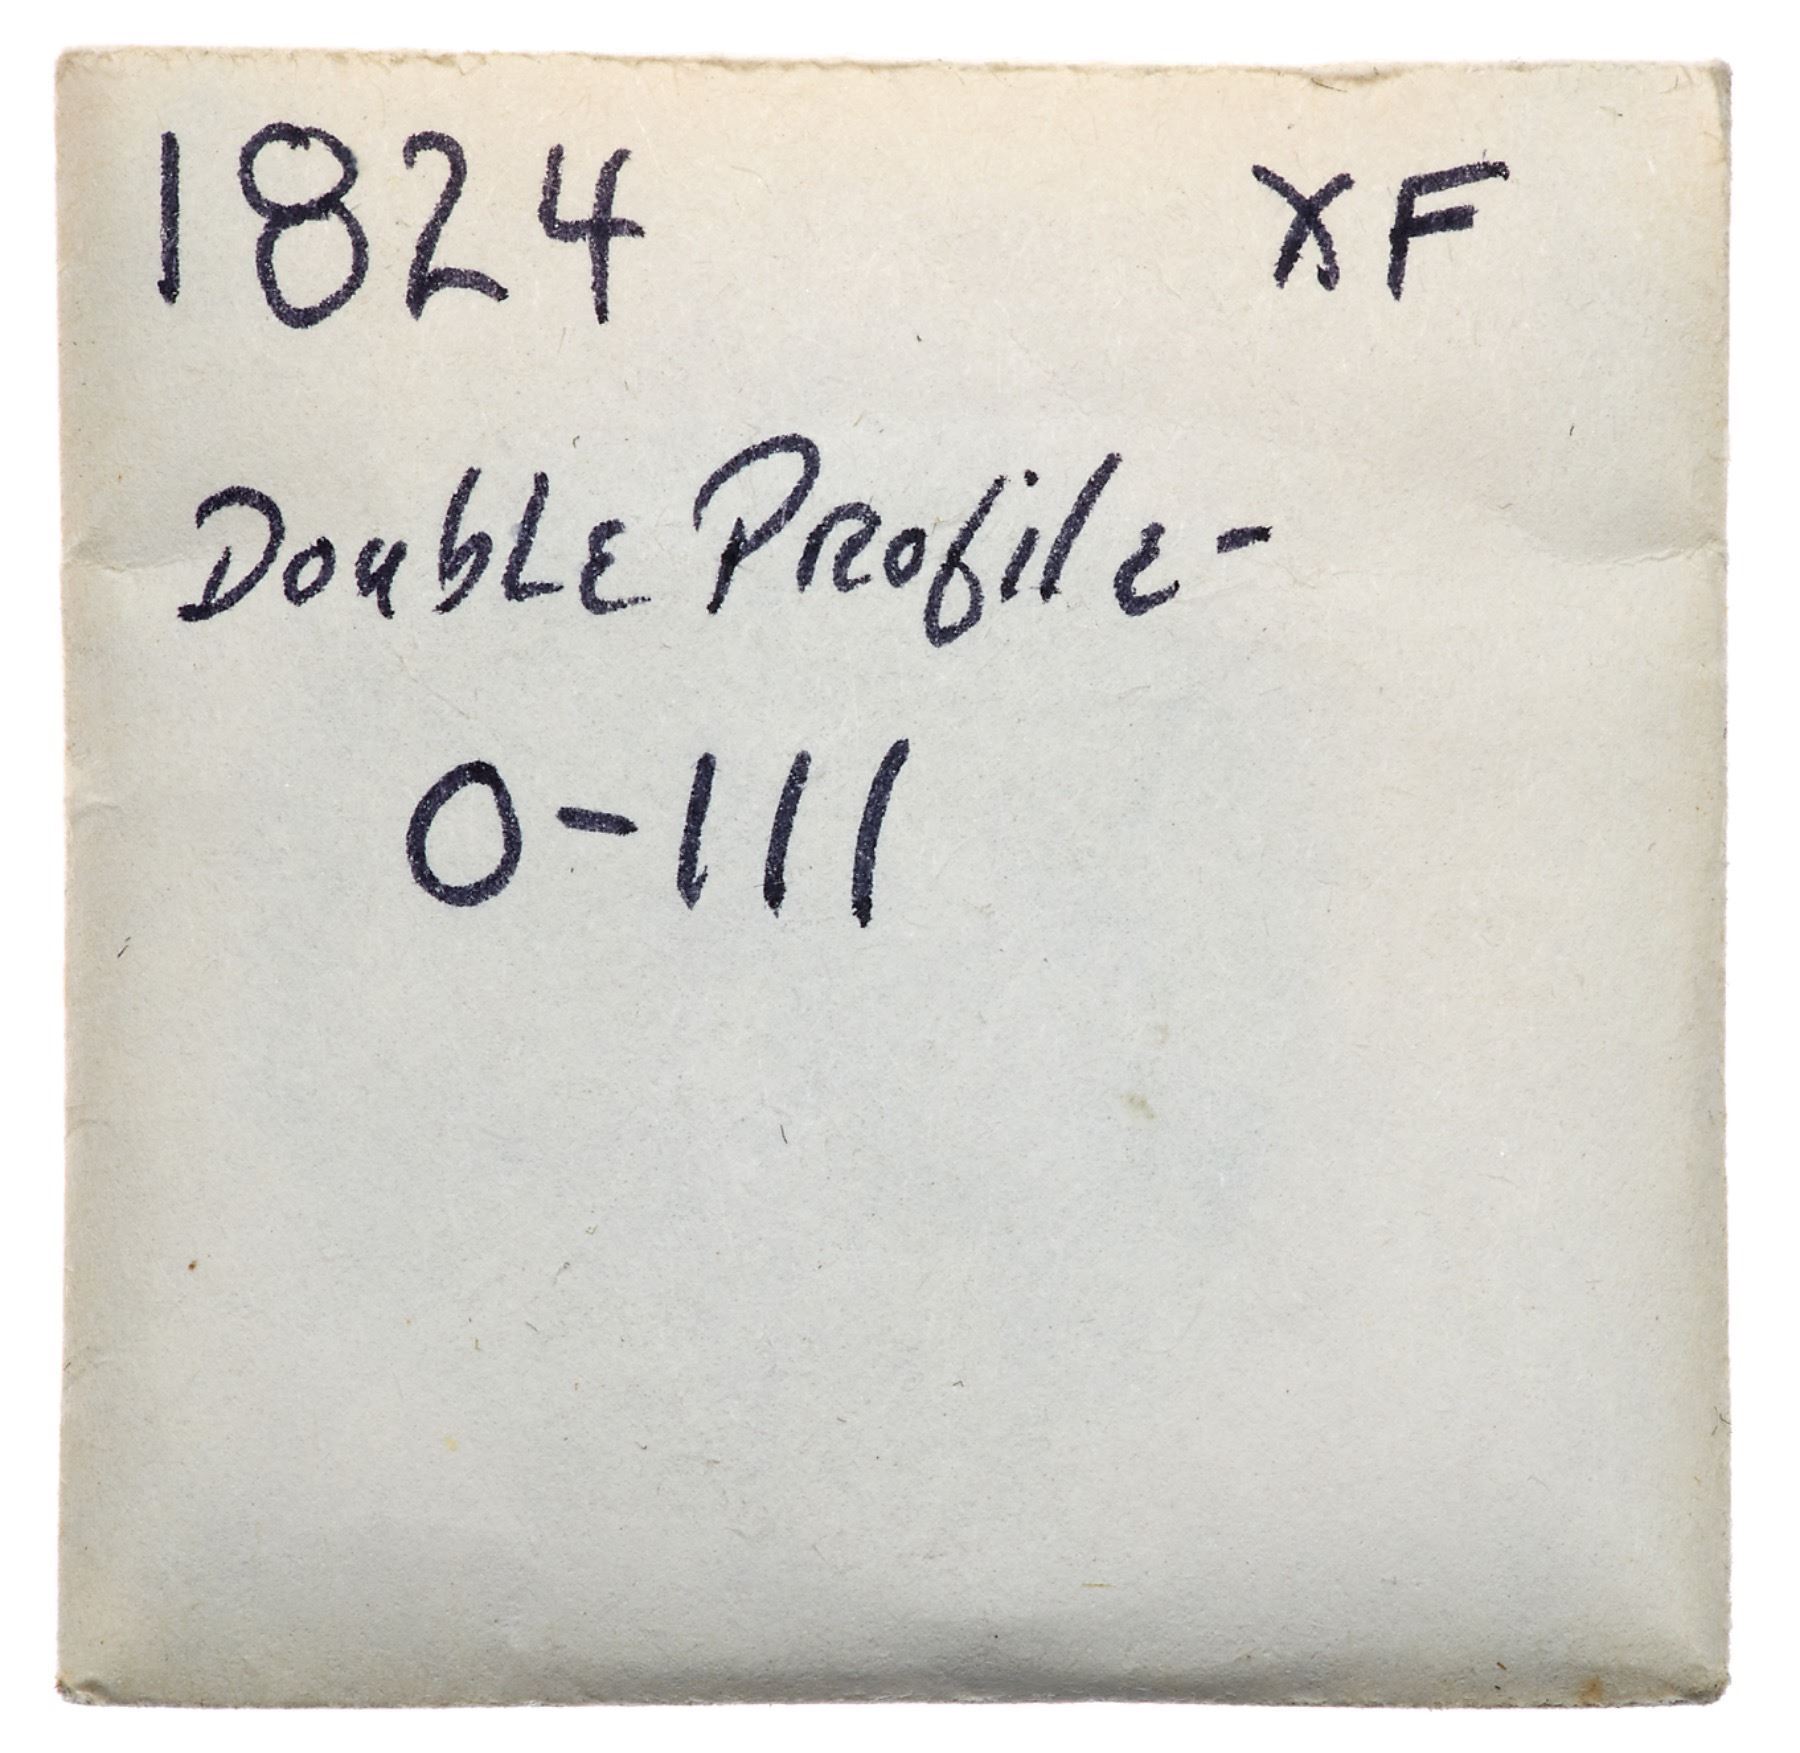 1824 XF
Double Profile-
O-111